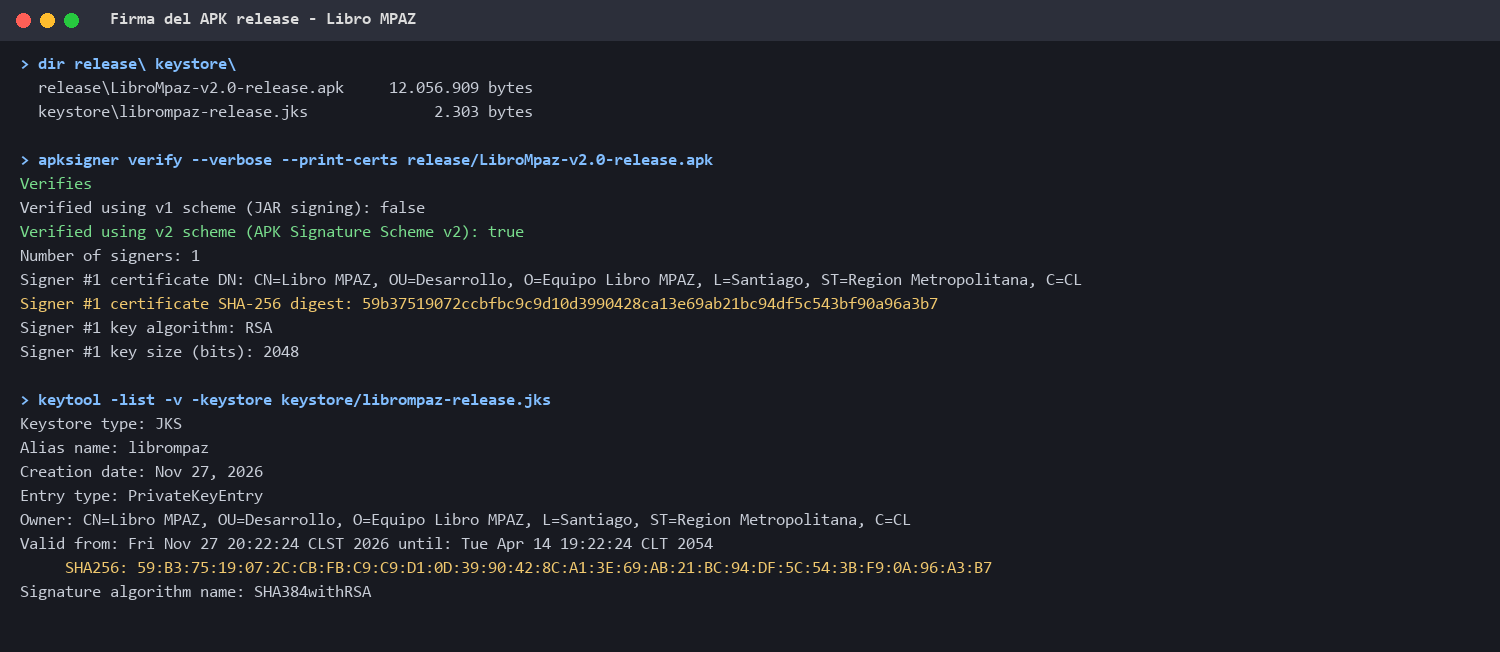 Firma del APK release - Libro MPAZ
> dir release\ keystore\
release\LibroMpaz-v2.0-release.apk     12.056.909 bytes
keystore\librompaz-release.jks              2.303 bytes
> apksigner verify --verbose --print-certs release/LibroMpaz-v2.0-release.apk
Verifies
Verified using v1 scheme (JAR signing): false
Verified using v2 scheme (APK Signature Scheme v2): true
Number of signers: 1
Signer #1 certificate DN: CN=Libro MPAZ, OU=Desarrollo, O=Equipo Libro MPAZ, L=Santiago, ST=Region Metropolitana, C=CL
Signer #1 certificate SHA-256 digest: 59b37519072ccbfbc9c9d10d3990428ca13e69ab21bc94df5c543bf90a96a3b7
Signer #1 key algorithm: RSA
Signer #1 key size (bits): 2048
> keytool -list -v -keystore keystore/librompaz-release.jks
Keystore type: JKS
Alias name: librompaz
Creation date: Nov 27, 2026
Entry type: PrivateKeyEntry
Owner: CN=Libro MPAZ, OU=Desarrollo, O=Equipo Libro MPAZ, L=Santiago, ST=Region Metropolitana, C=CL
Valid from: Fri Nov 27 20:22:24 CLST 2026 until: Tue Apr 14 19:22:24 CLT 2054
SHA256: 59:B3:75:19:07:2C:CB:FB:C9:C9:D1:0D:39:90:42:8C:A1:3E:69:AB:21:BC:94:DF:5C:54:3B:F9:0A:96:A3:B7
Signature algorithm name: SHA384withRSA